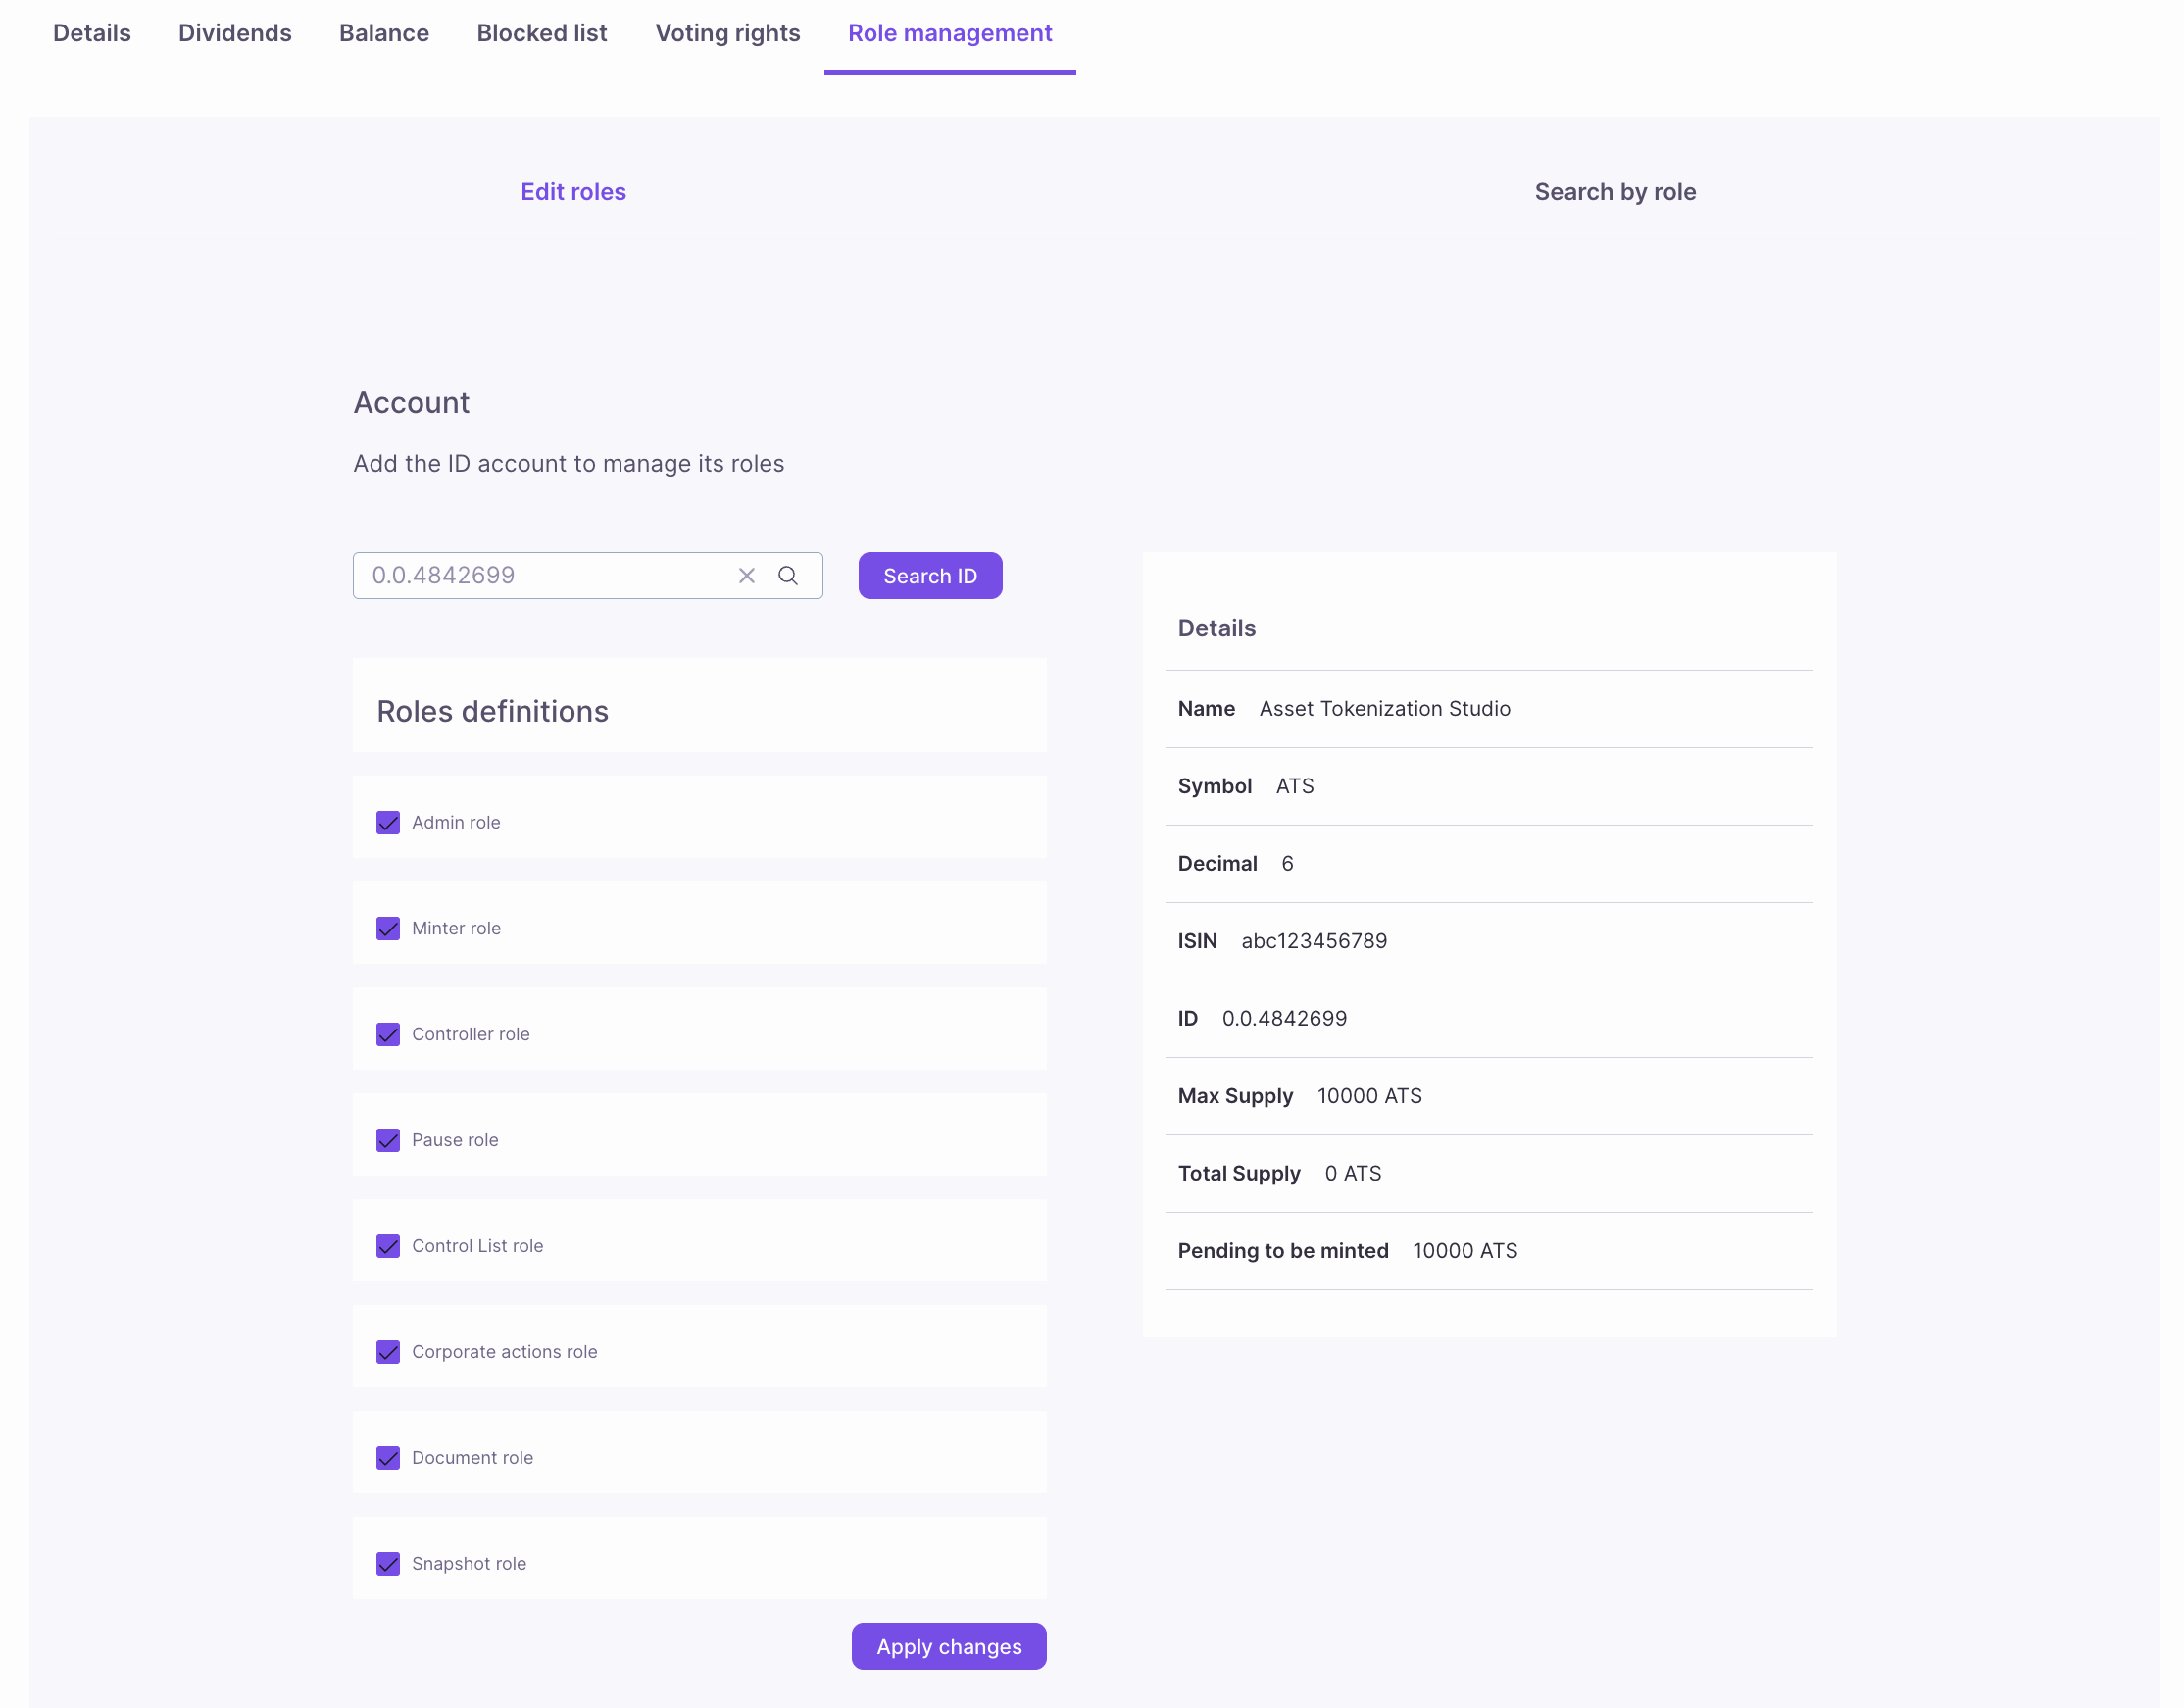 Details Dividends Balance Blocked list Voting rights Role management
Edit roles Search by role
Account
Add the ID account to manage its roles
0.0.4842699 Search ID
Roles definitions
Admin role
Minter role
Controller role
Pause role
Control List role
Corporate actions role
Document role
Snapshot role
Apply changes
Details
Name Asset Tokenization Studio
Symbol ATS
Decimal 6
ISIN abc123456789
ID 0.0.4842699
Max Supply 10000 ATS
Total Supply 0 ATS
Pending to be minted 10000 ATS